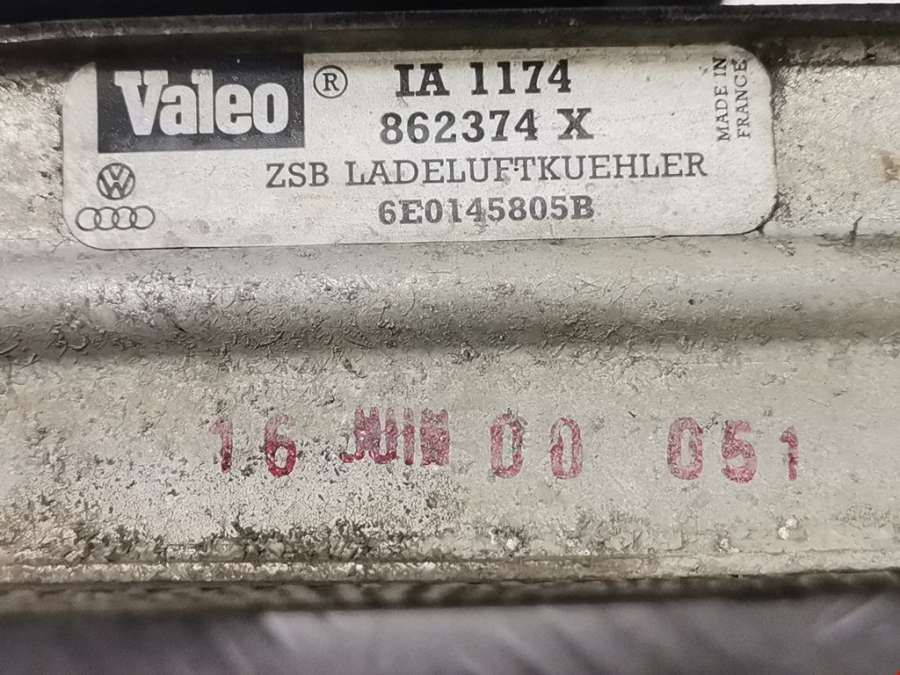 Valeo ® IA 1174
862374 X
ZSB LADELUFTKUEHLER
6E0145805B
MADE IN
FRANCE
16 JUIN 00 051